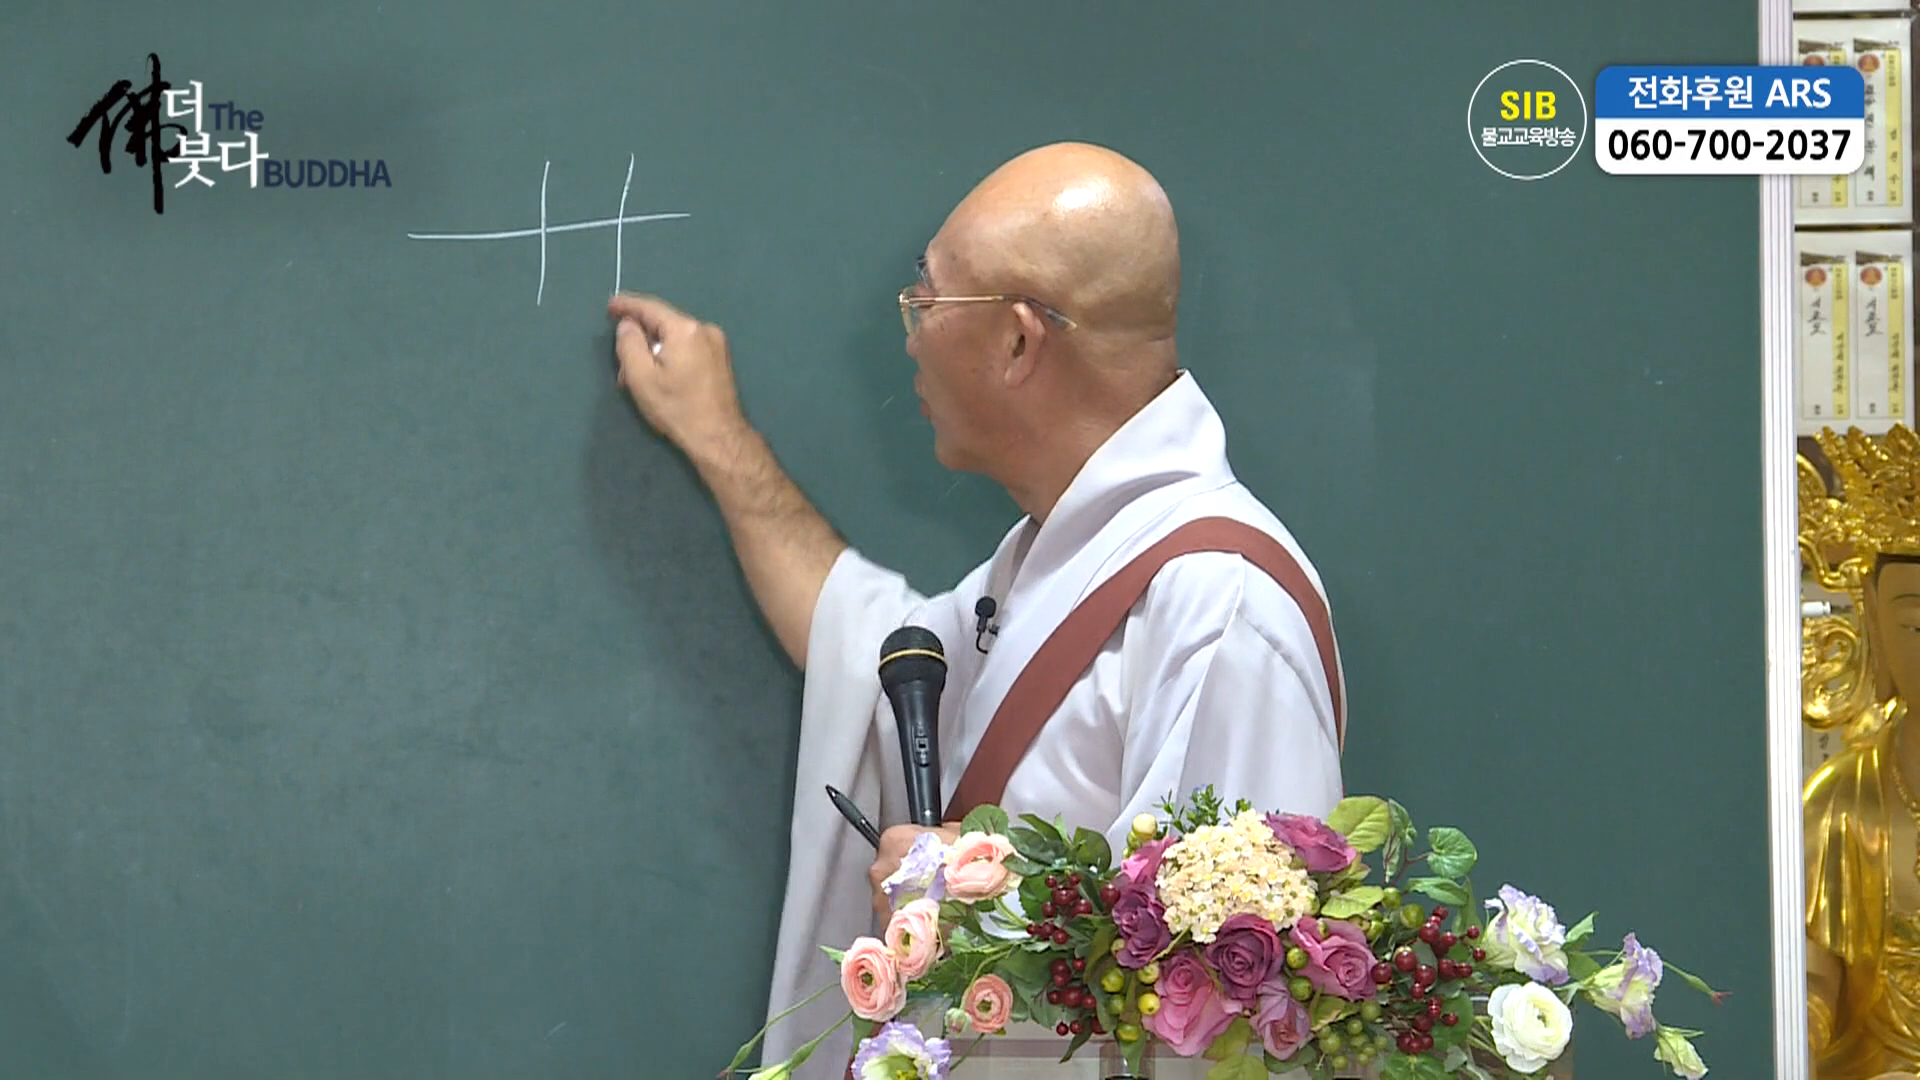 佛
더 The
붓다 BUDDHA
SIB
불교교육방송
전화후원 ARS
060-700-2037